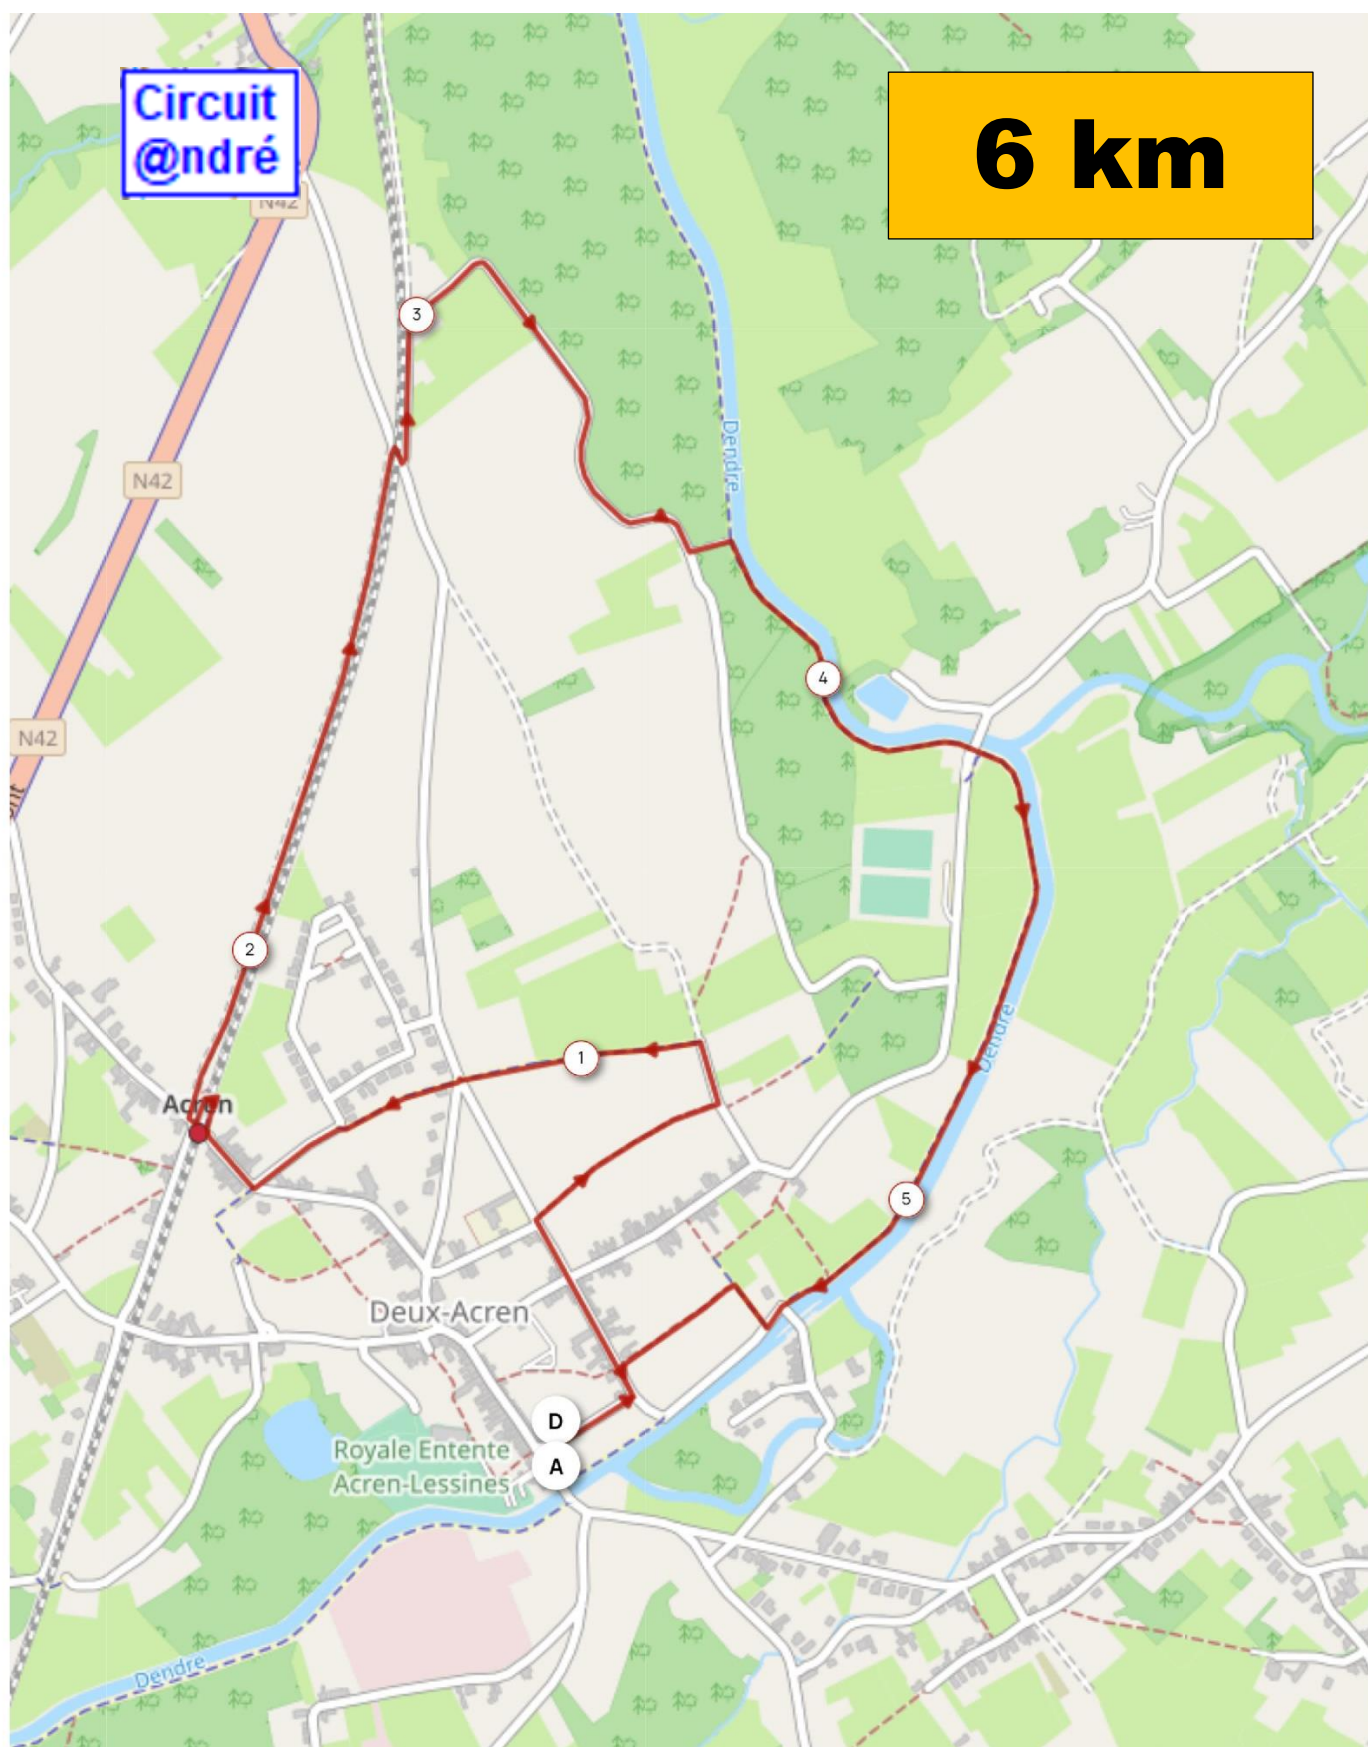 Circuit
@ndré
6 km
N42
3
Dendre
N42
4
N42
2
Dendre
1
Acren
5
Deux-Acren
D
Royale Entente
Acren-Lessines
A
Dendre